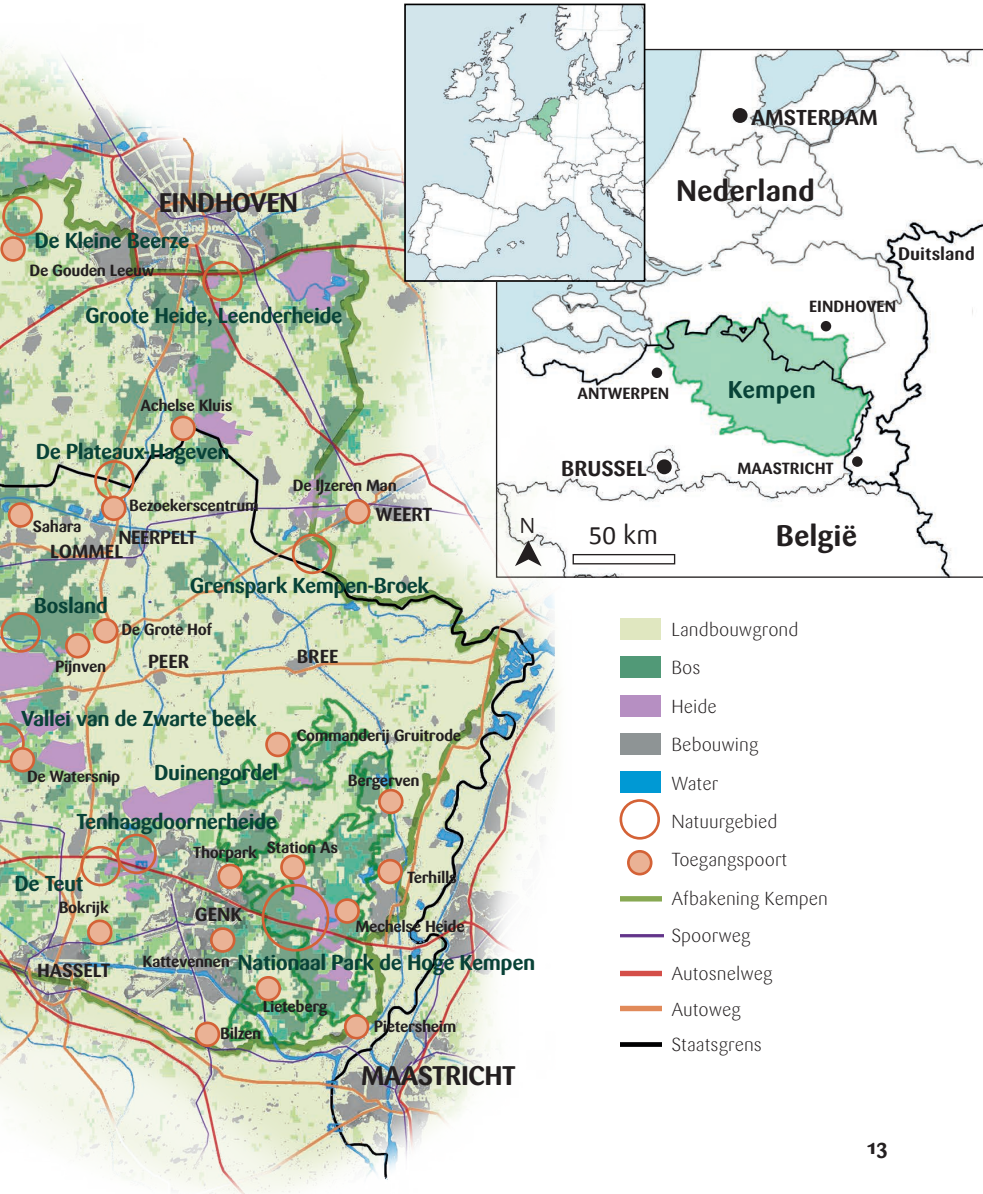 EINDHOVEN
Eindhoven
De Kleine Beerze
De Gouden Leeuw
Groote Heide, Leenderheide
Achelse Kluis
De Plateaux-Hageven
De IJzeren Man
Bezoekerscentrum
WEERT
Sahara
NEERPELT
LOMMEL
Grenspark Kempen-Broek
Bosland
De Grote Hof
Pijnven
PEER
BREE
Vallei van de Zwarte beek
Commanderij Gruitrode
De Watersnip
Duinengordel
Bergerven
Tenhaagdoornerheide
Thorpark
Station As
Terhills
De Teut
Bokrijk
GENK
Mechelse Heide
Kattevennen
Nationaal Park de Hoge Kempen
HASSELT
Lieteberg
Bilzen
Pietersheim
MAASTRICHT
AMSTERDAM
Nederland
Duitsland
EINDHOVEN
ANTWERPEN
Kempen
BRUSSEL
MAASTRICHT
N
50 km
België
Landbouwgrond
Bos
Heide
Bebouwing
Water
Natuurgebied
Toegangspoort
Afbakening Kempen
Spoorweg
Autosnelweg
Autoweg
Staatsgrens
13